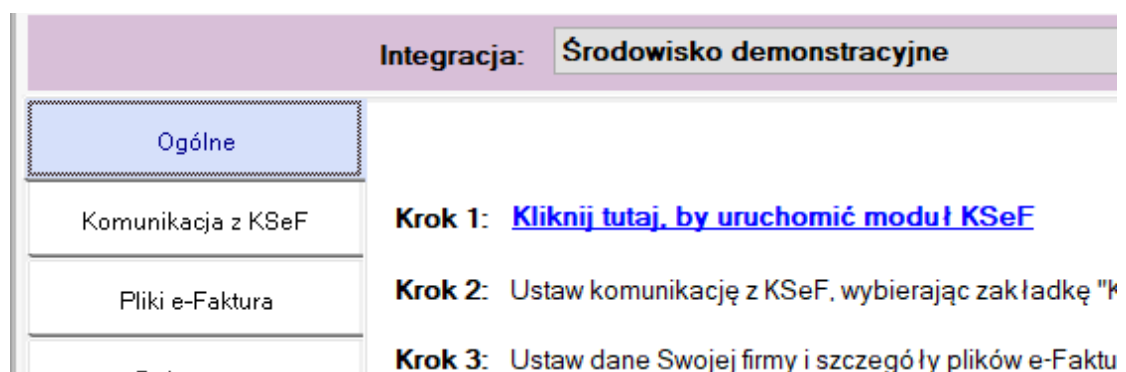 Integracja: Środowisko demonstracyjne
Ogólne
Komunikacja z KSeF
Pliki e-Faktura
Krok 1: Kliknij tutaj, by uruchomić moduł KSeF
Krok 2: Ustaw komunikację z KSeF, wybierając zakładkę "K
Krok 3: Ustaw dane Swojej firmy i szczegóły plików e-Faktu